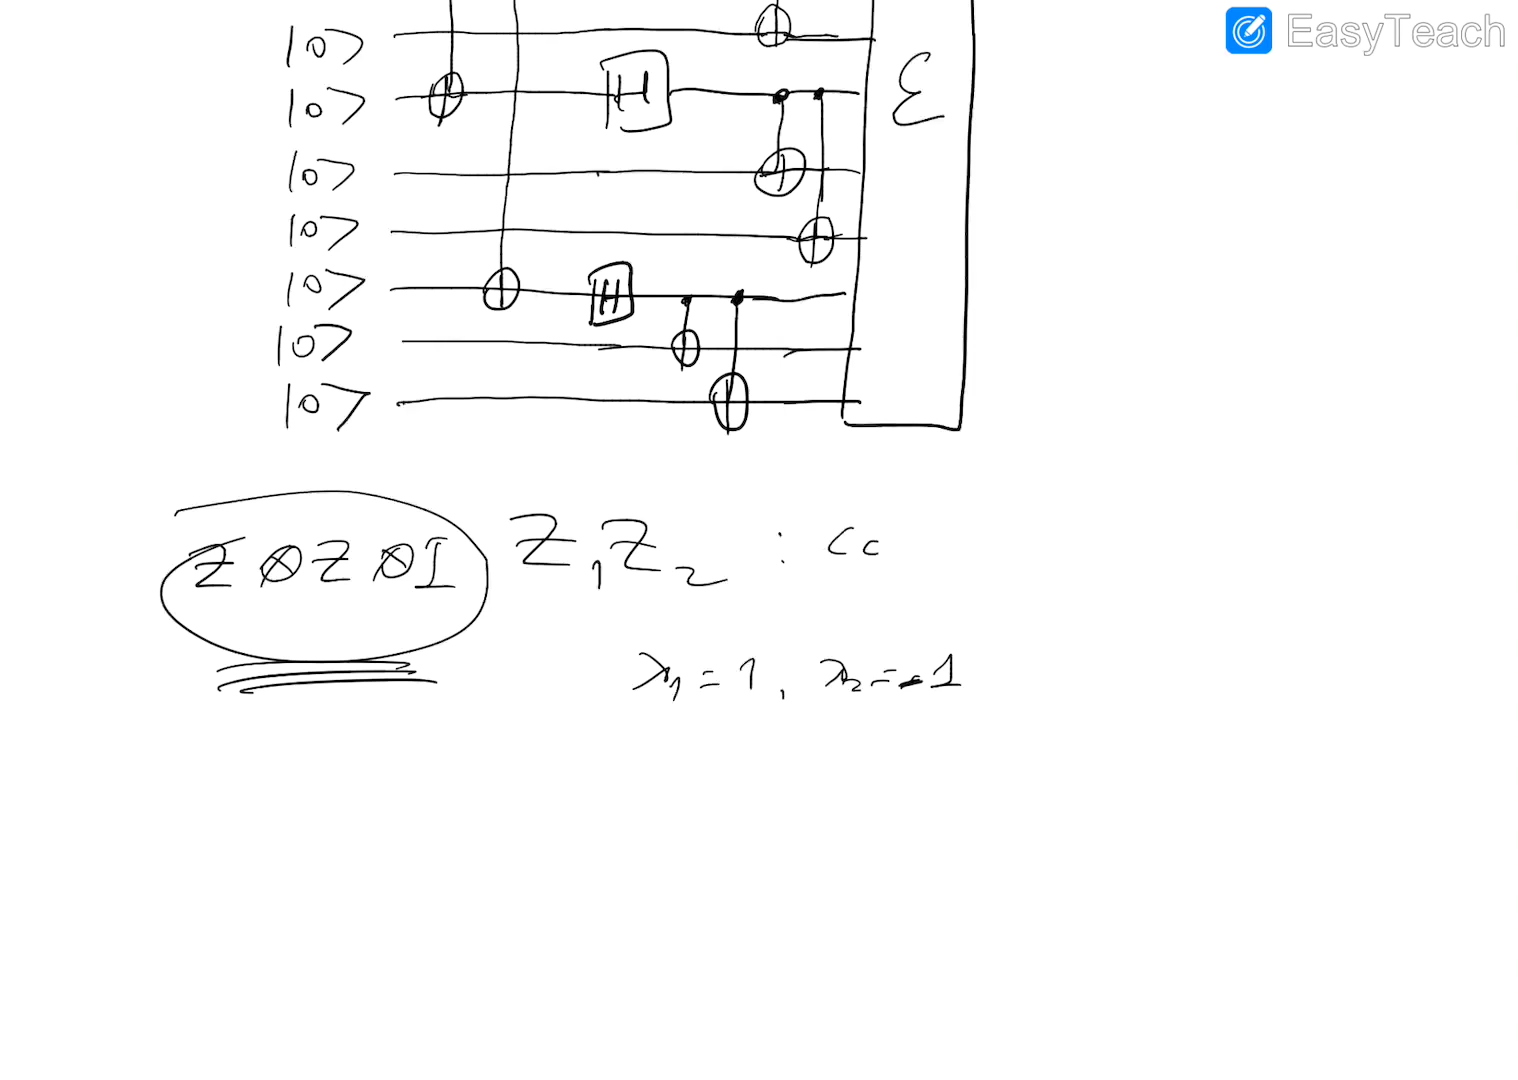 EasyTeach
|0>
|0>
H
ε
|0>
|0>
|0>
H
|0>
|0>
Z⊗Z⊗I Z₁Z₂ : cc
λ₁ = 1, λ₂ = -1